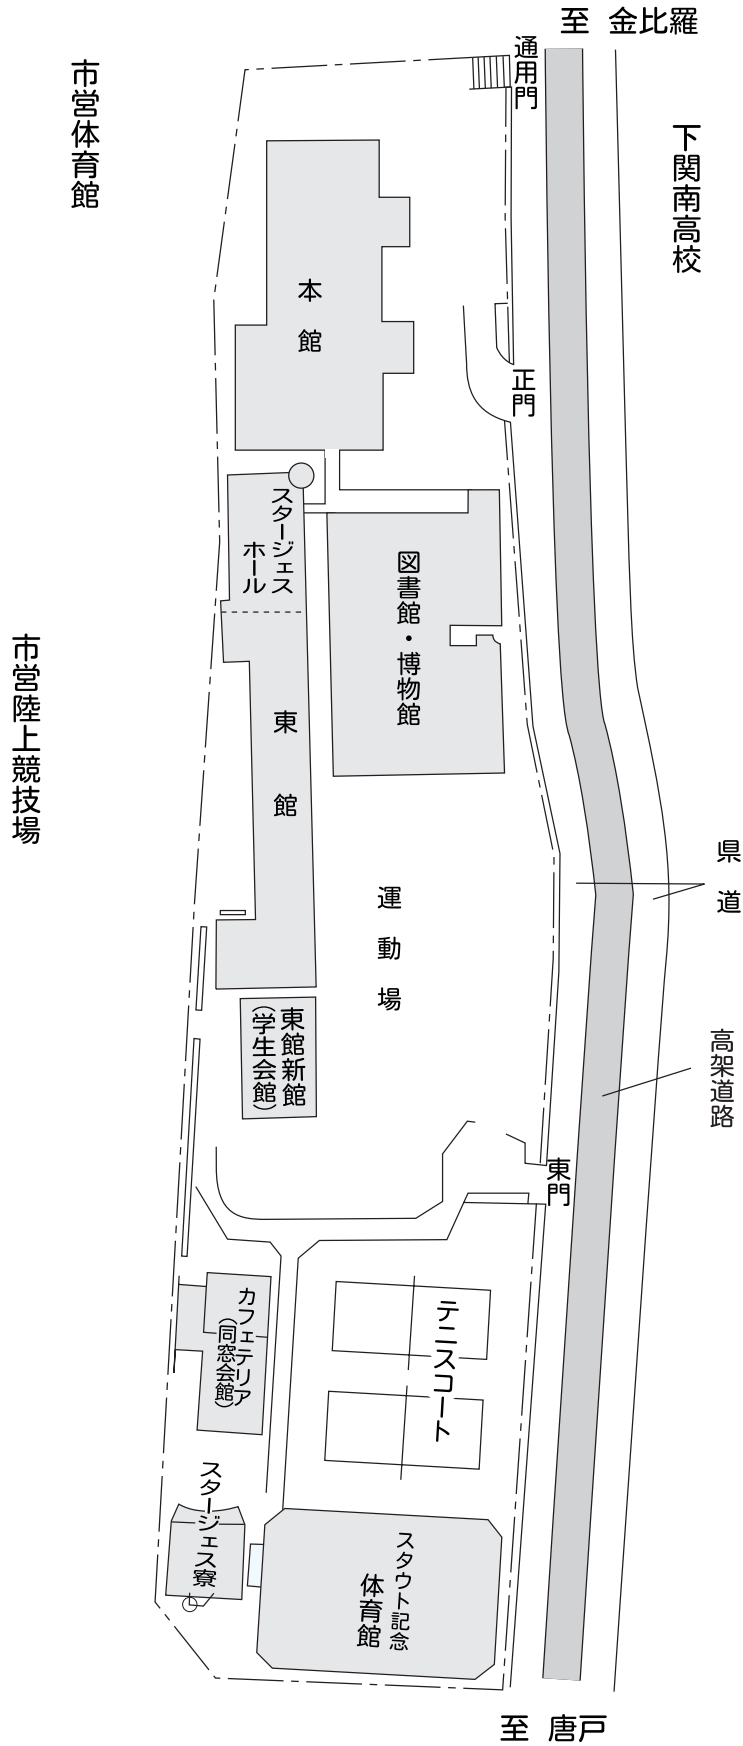 至 金比羅
通用門
市営体育館
下関南高校
本館
正門
スタージェス
ホール
図書館・博物館
市営陸上競技場
東館
県道
運動場
東館新館
(学生会館)
高架道路
東門
カフェテリア
(同窓会館)
テニスコート
スタージェス寮
スタウト記念
体育館
至 唐戸